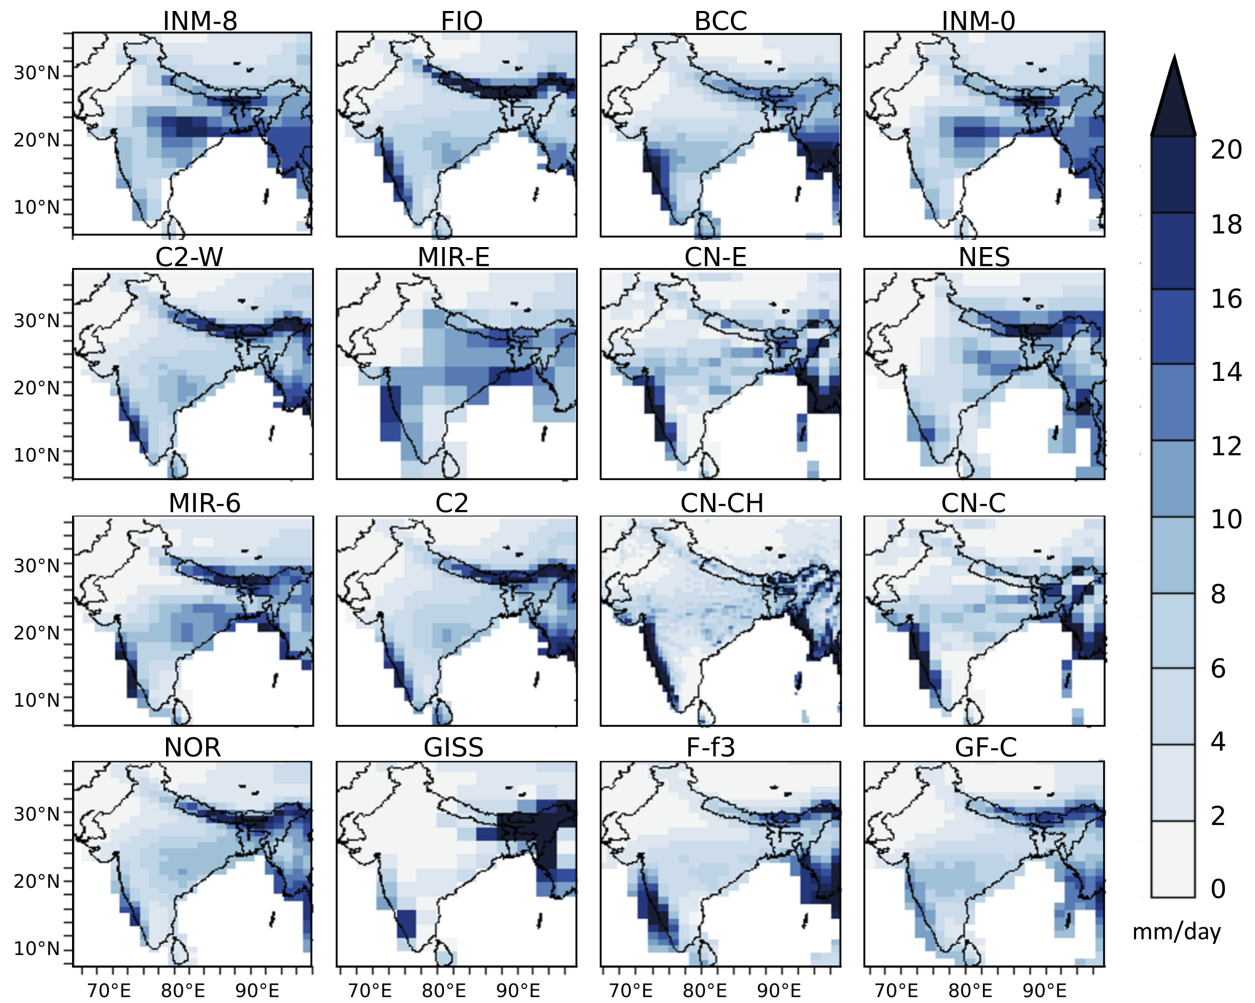 INM-8 FIO BCC INM-0
30°N
20°N
10°N
C2-W MIR-E CN-E NES
30°N
20°N
10°N
MIR-6 C2 CN-CH CN-C
30°N
20°N
10°N
NOR GISS F-f3 GF-C
30°N
20°N
10°N
70°E 80°E 90°E 70°E 80°E 90°E 70°E 80°E 90°E 70°E 80°E 90°E
20
18
16
14
12
10
8
6
4
2
0
mm/day